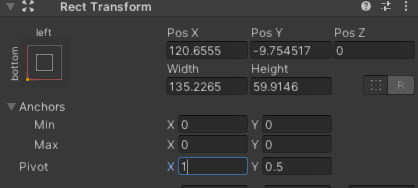 Rect Transform
left
bottom
Pos X Pos Y Pos Z
120.6555 -9.754517 0
Width Height
135.2265 59.9146
R
Anchors
Min X 0 Y 0
Max X 0 Y 0
Pivot X 1 Y 0.5